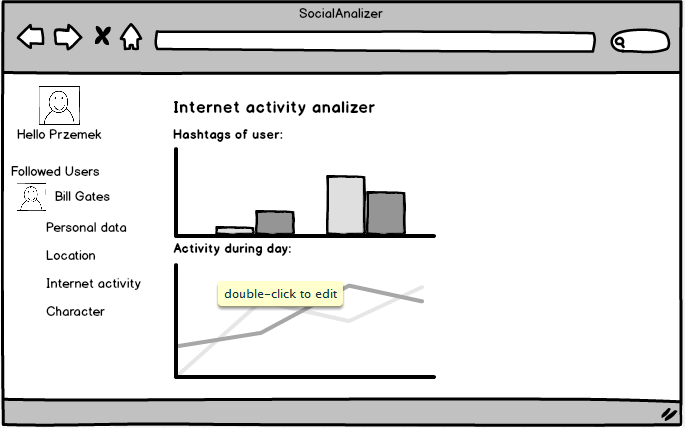 SocialAnalizer
Hello Przemek
Followed Users
Bill Gates
Personal data
Location
Internet activity
Character
Internet activity analizer
Hashtags of user:
Activity during day:
double-click to edit